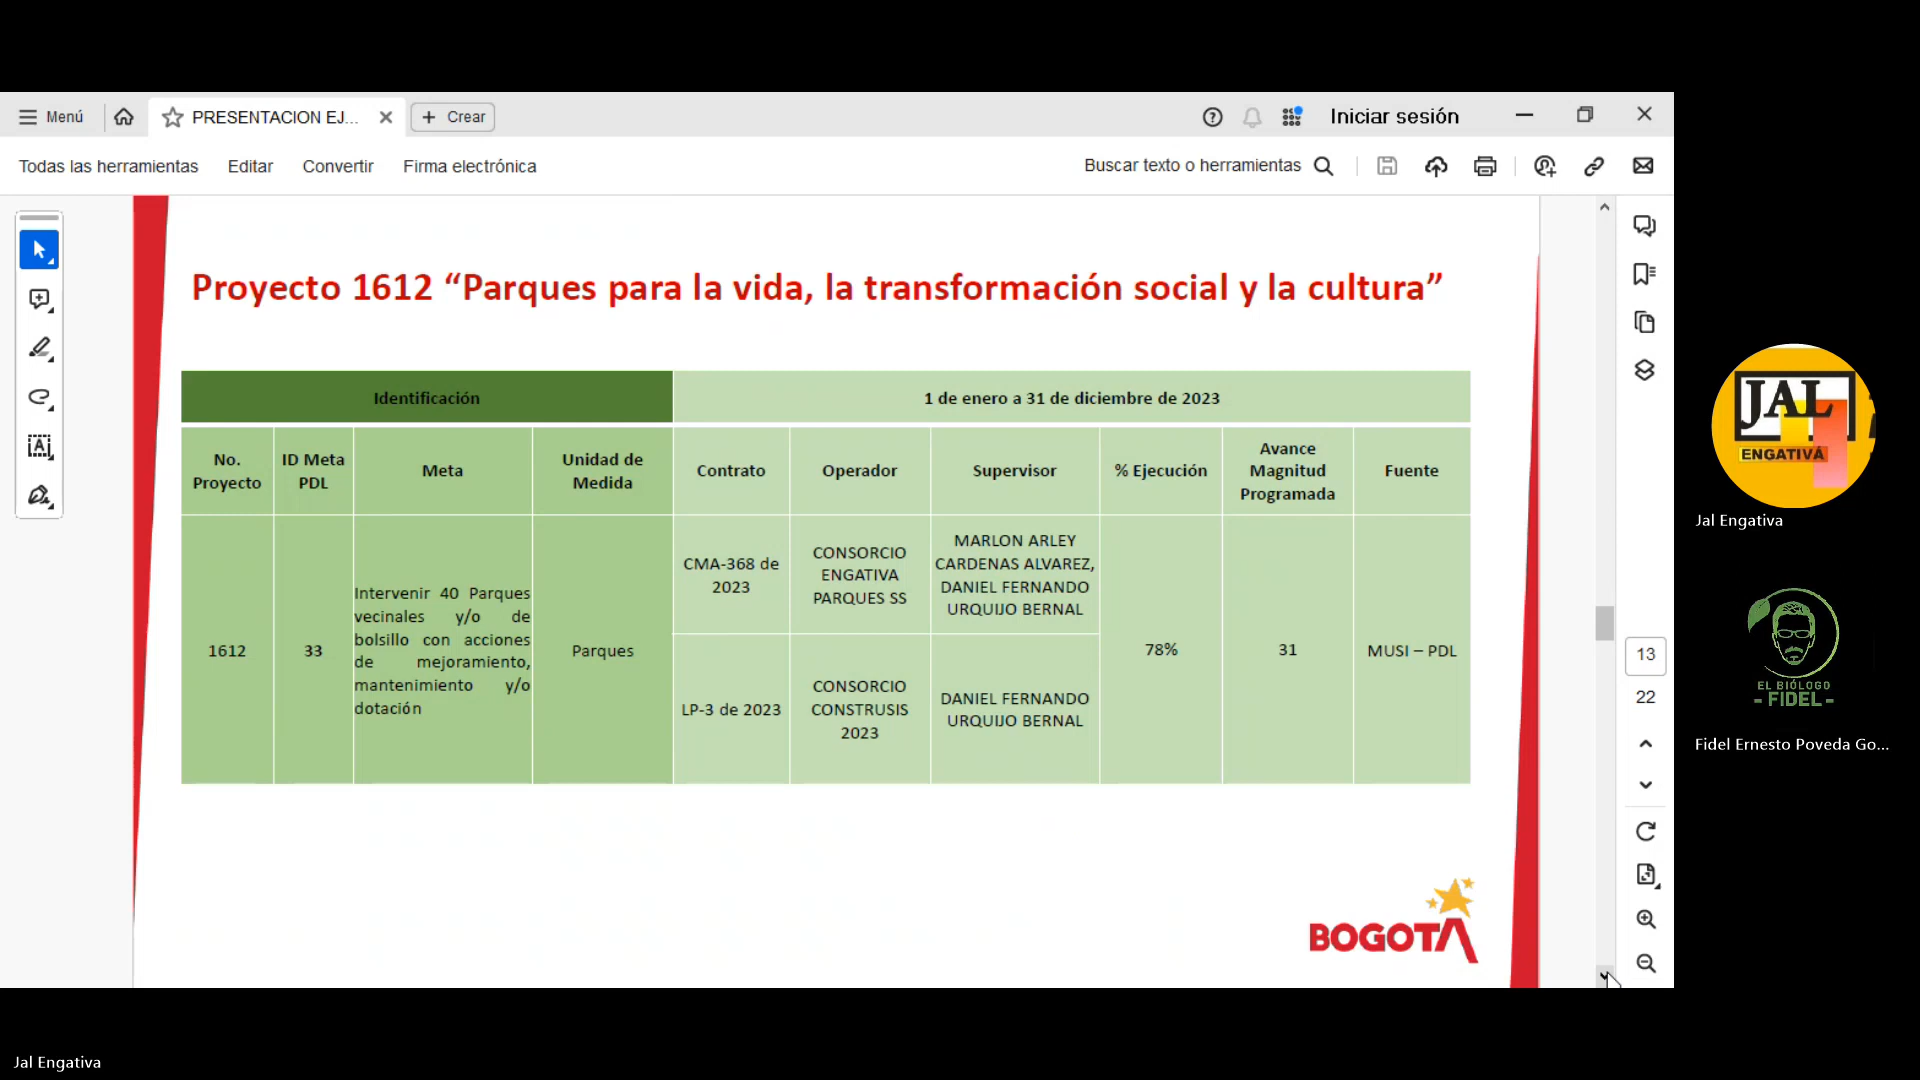 Menú
PRESENTACION EJ...
Crear
Iniciar sesión
Todas las herramientas
Editar
Convertir
Firma electrónica
Buscar texto o herramientas
Proyecto 1612 “Parques para la vida, la transformación social y la cultura”
Identificación
1 de enero a 31 de diciembre de 2023
No.
Proyecto
ID Meta
PDL
Meta
Unidad de
Medida
Contrato
Operador
Supervisor
% Ejecución
Avance
Magnitud
Programada
Fuente
1612
33
Intervenir 40 Parques
vecinales y/o de
bolsillo con acciones
de mejoramiento,
mantenimiento y/o
dotación
Parques
CMA-368 de
2023
CONSORCIO
ENGATIVA
PARQUES SS
MARLON ARLEY
CARDENAS ALVAREZ,
DANIEL FERNANDO
URQUIJO BERNAL
LP-3 de 2023
CONSORCIO
CONSTRUSIS
2023
DANIEL FERNANDO
URQUIJO BERNAL
78%
31
MUSI – PDL
BOGOTA
13
22
JAL
ENGATIVÁ
Jal Engativa
EL BIÓLOGO
- FIDEL -
Fidel Ernesto Poveda Go...
Jal Engativa